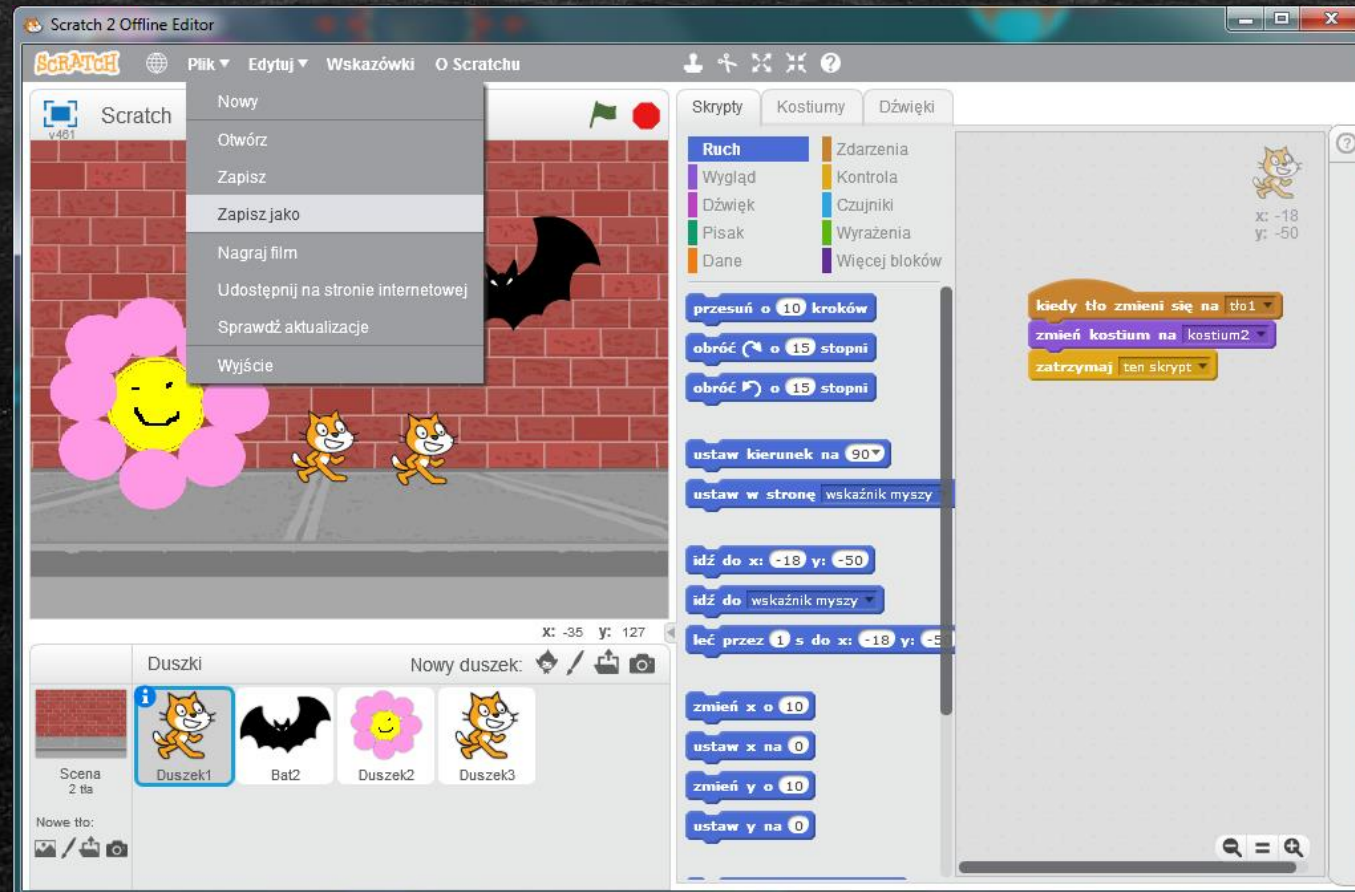 Scratch 2 Offline Editor
SCRATCH Plik Edytuj Wskazówki O Scratchu
Nowy
Otwórz
Zapisz
Zapisz jako
Nagraj film
Udostępnij na stronie internetowej
Sprawdź aktualizacje
Wyjście
Scratch
v461
x: -35 y: 127
Duszki
Nowy duszek:
Scena
2 tła
Nowe tło:
Duszek1
Bat2
Duszek2
Duszek3
Skrypty Kostiumy Dźwięki
Ruch
Wygląd
Dźwięk
Pisak
Dane
Zdarzenia
Kontrola
Czujniki
Wyrażenia
Więcej bloków
przesuń o 10 kroków
obróć o 15 stopni
obróć o 15 stopni
ustaw kierunek na 90
ustaw w stronę wskaźnik myszy
idź do x: -18 y: -50
idź do wskaźnik myszy
leć przez 1 s do x: -18 y: -50
zmień x o 10
ustaw x na 0
zmień y o 10
ustaw y na 0
x: -18
y: -50
kiedy tło zmieni się na tło1
zmień kostium na kostium2
zatrzymaj ten skrypt